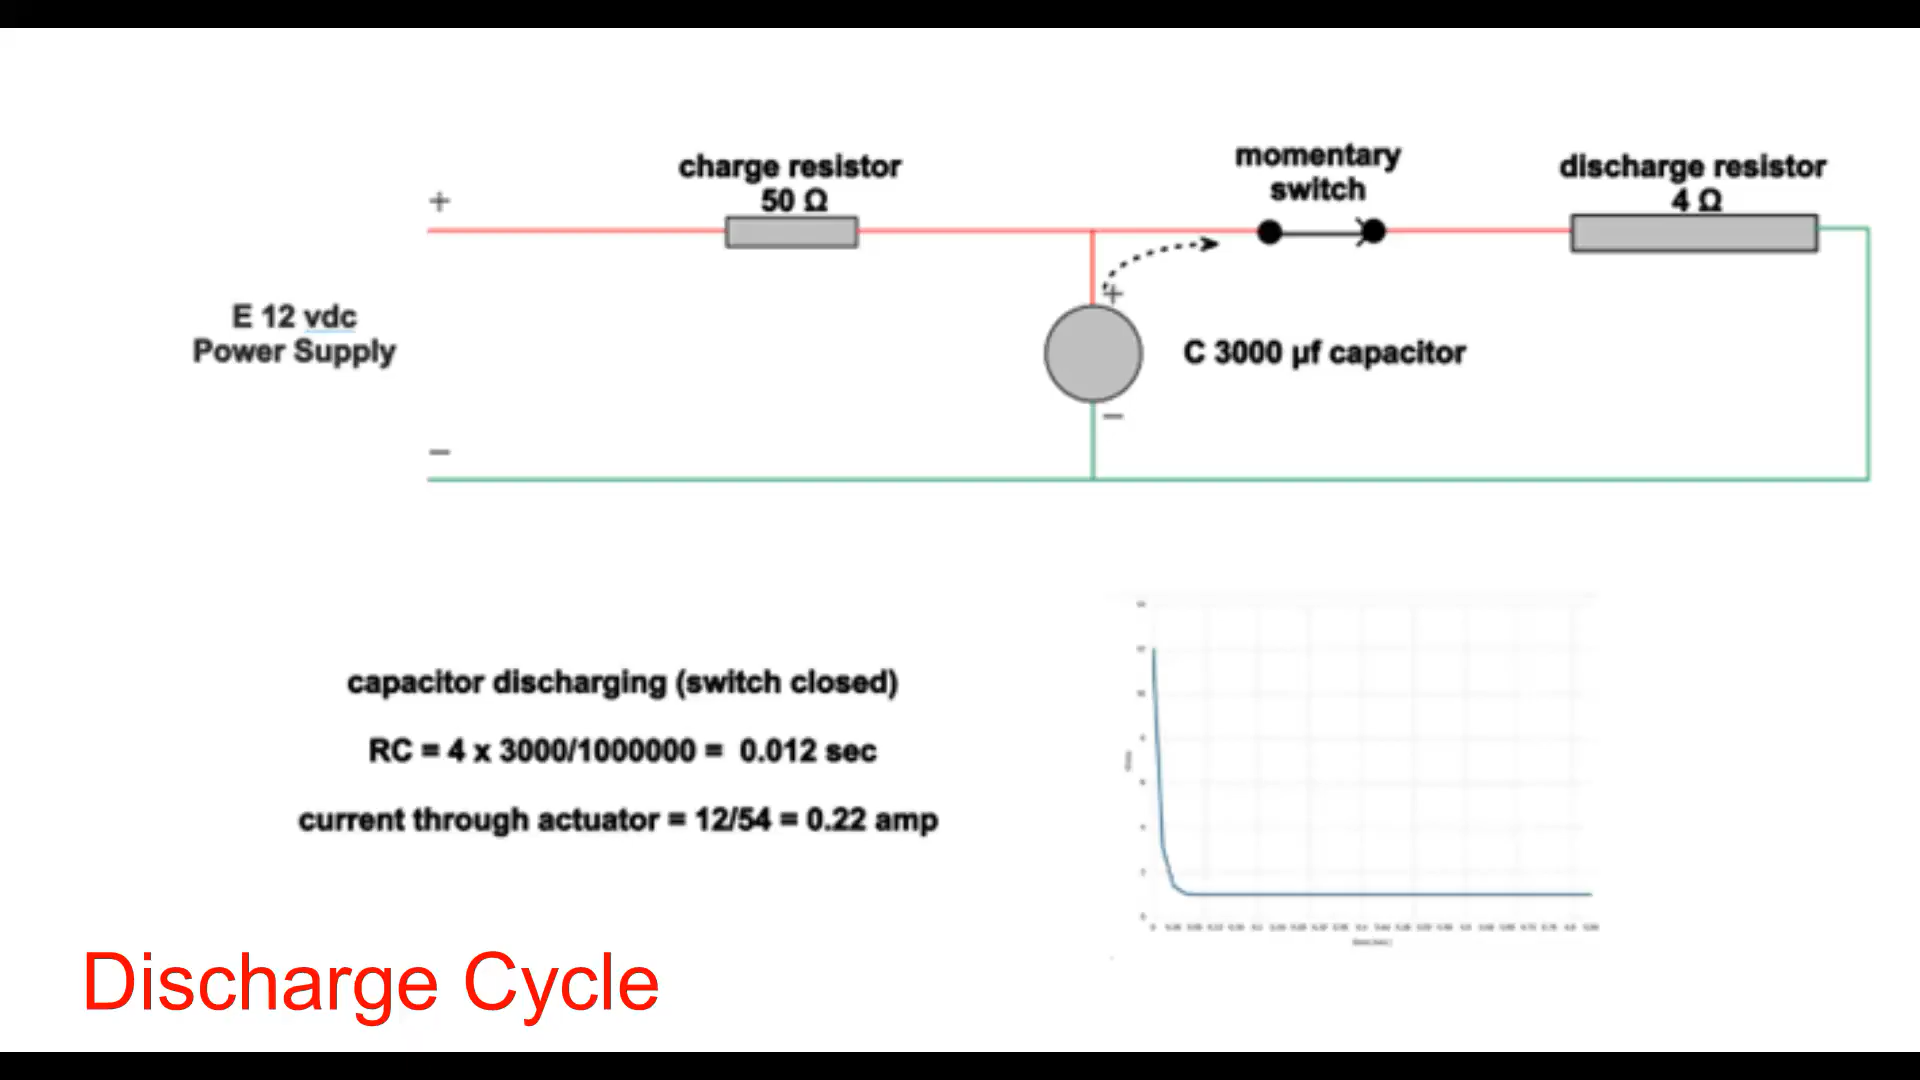 charge resistor
50 Ω
momentary
switch
discharge resistor
4 Ω
+
E 12 vdc
Power Supply
+
C 3000 µf capacitor
−
−
capacitor discharging (switch closed)
RC = 4 x 3000/1000000 = 0.012 sec
current through actuator = 12/54 = 0.22 amp
Discharge Cycle